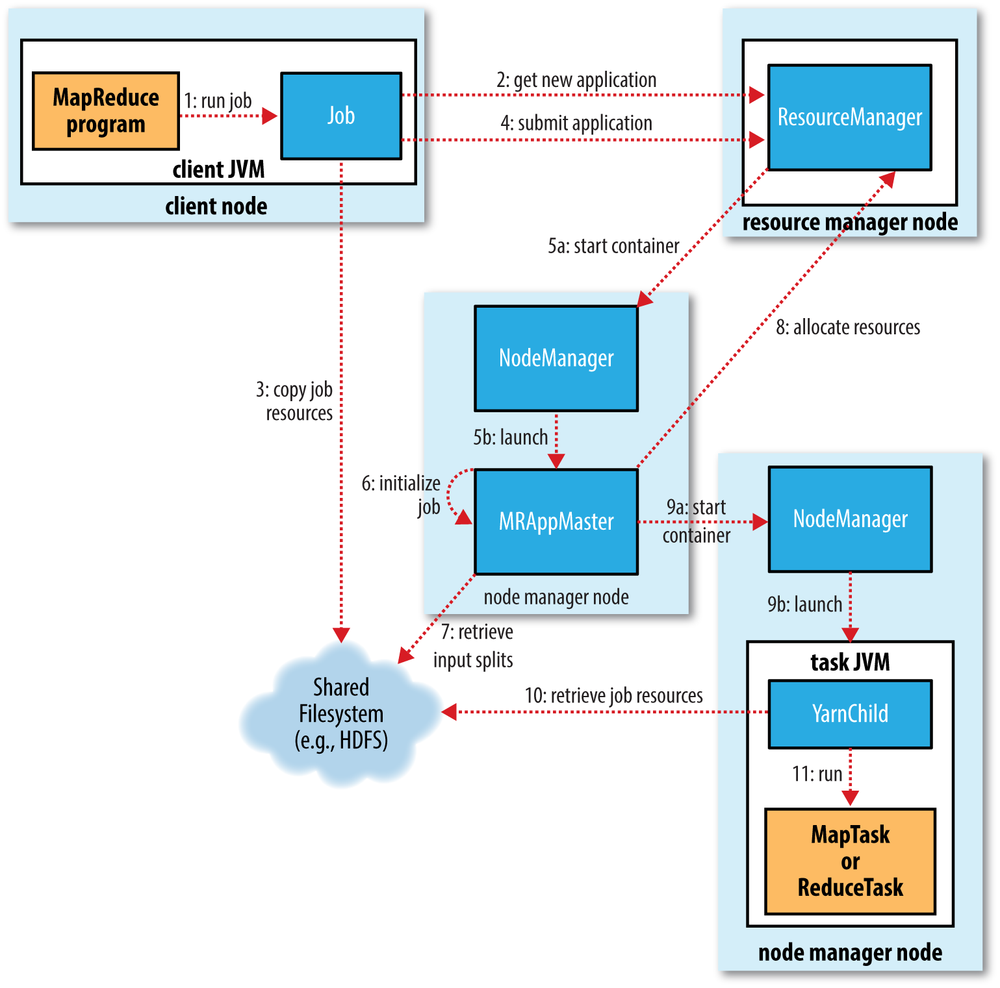 MapReduce
program
1: run job
Job
client JVM
client node
2: get new application
4: submit application
ResourceManager
resource manager node
5a: start container
8: allocate resources
3: copy job
resources
NodeManager
5b: launch
6: initialize
job
MRAppMaster
node manager node
9a: start
container
NodeManager
9b: launch
7: retrieve
input splits
Shared
Filesystem
(e.g., HDFS)
10: retrieve job resources
task JVM
YarnChild
11: run
MapTask
or
ReduceTask
node manager node